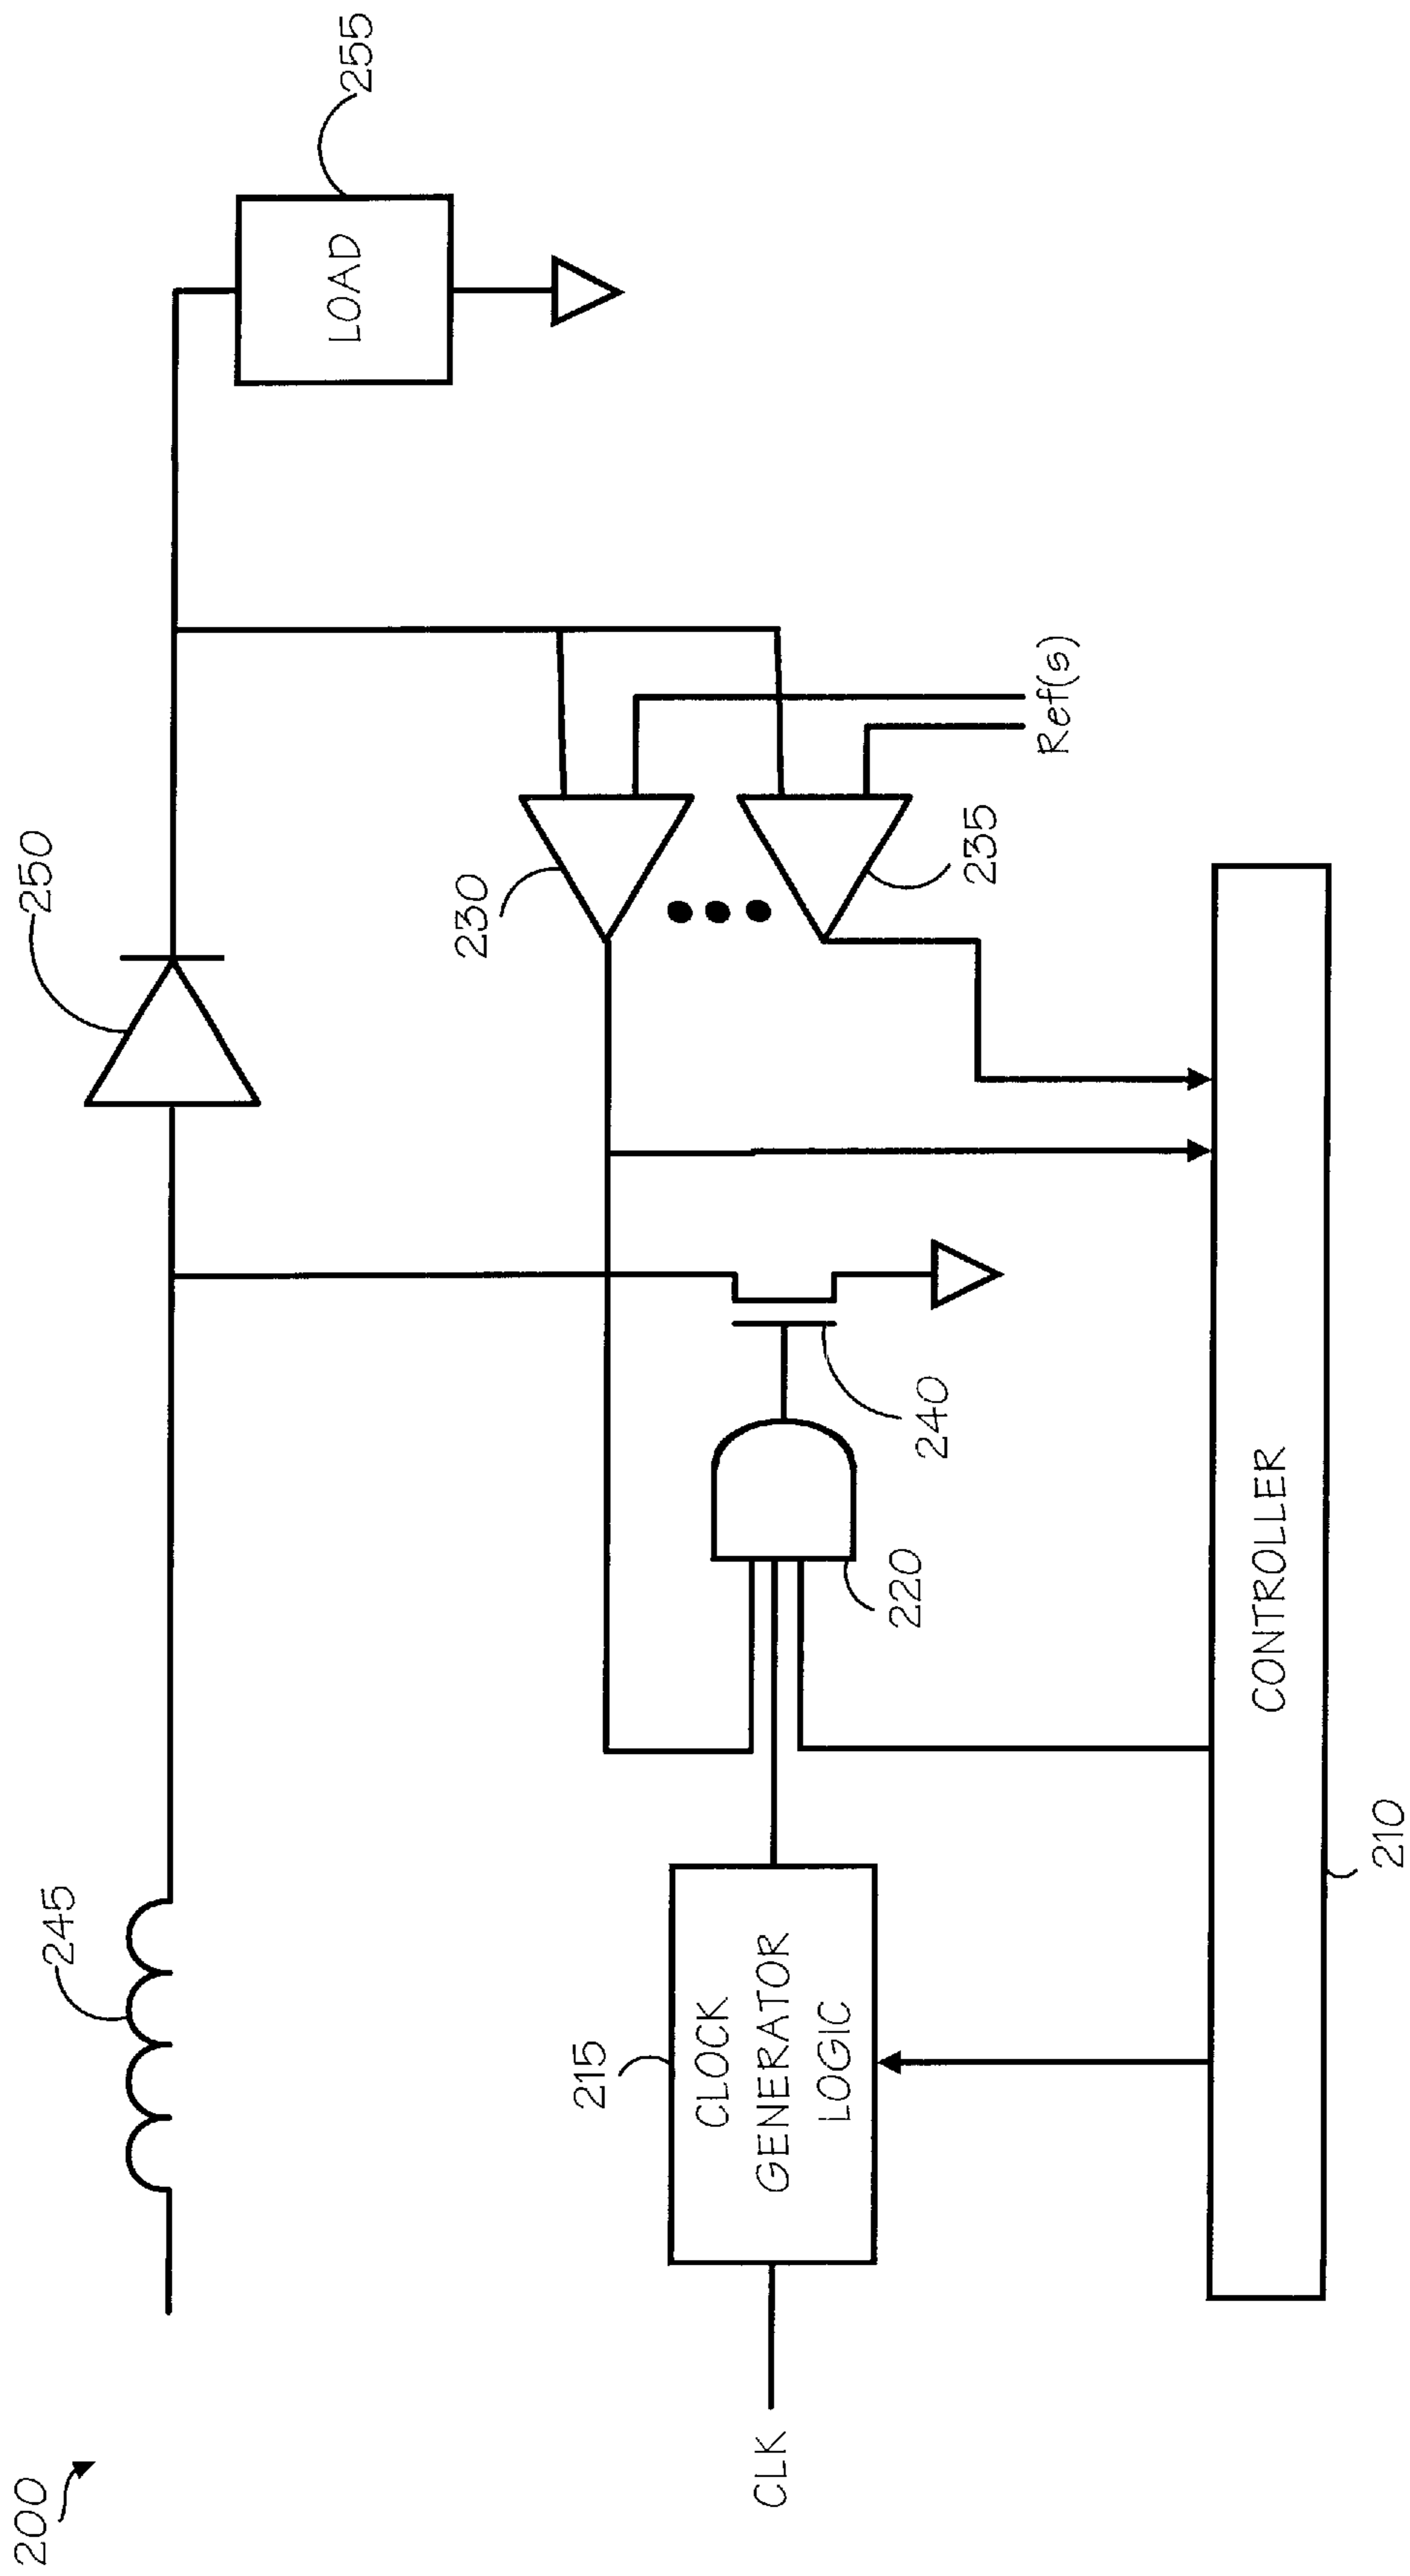 200
245
250
255
LOAD
230
235
Ref(s)
240
220
215
CLOCK
GENERATOR
LOGIC
CLK
CONTROLLER
210